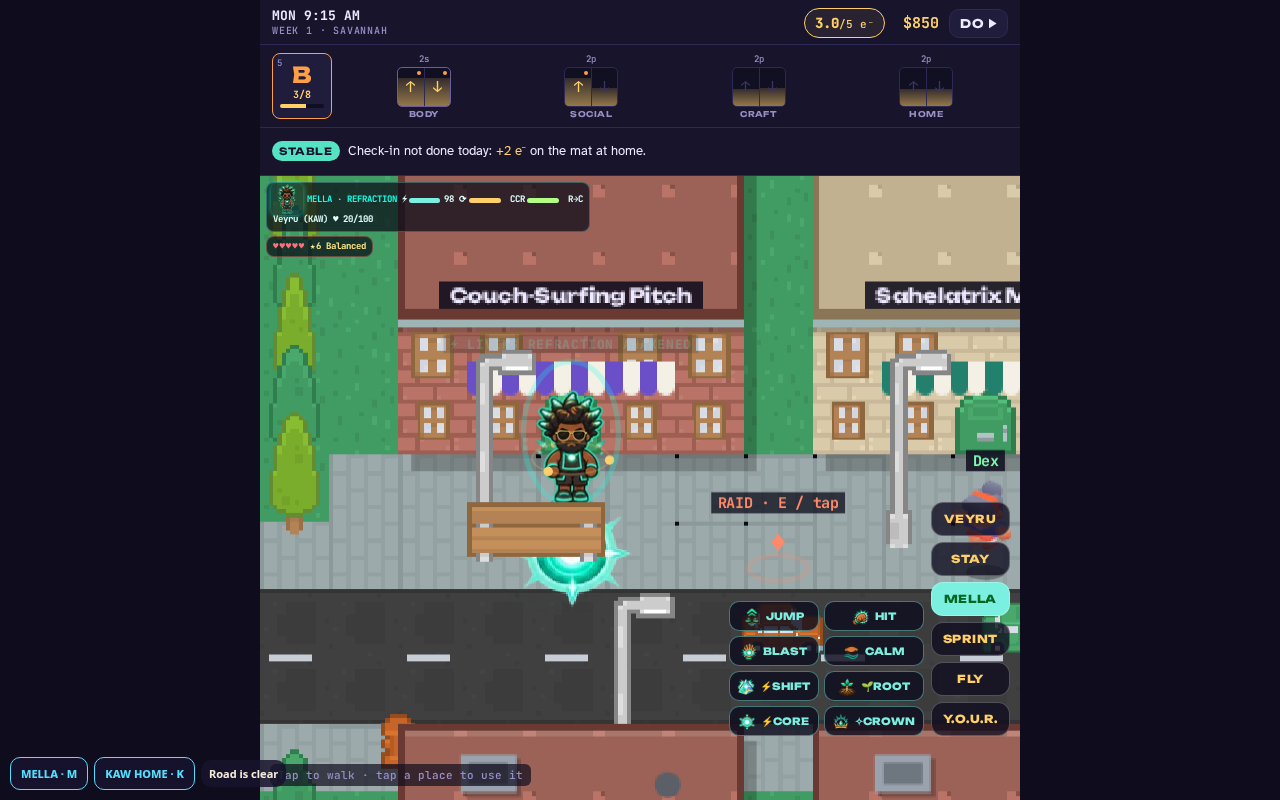 MON 9:15 AM
WEEK 1 · SAVANNAH
3.0/5 e⁻
$850
DO
5
B
3/8
2s
BODY
2p
SOCIAL
2p
CRAFT
2p
HOME
STABLE
Check-in not done today: +2 e⁻ on the mat at home.
MELLA · REFRACTION ⚡ 98 ⟳ CCR R→C
Veyru (KAW) ♥ 20/100
♥♥♥♥♥ ★6 Balanced
Couch-Surfing Pitch
Sahelatrix M
REFRACTION
Dex
RAID · E / tap
VEYRU
STAY
MELLA
SPRINT
FLY
Y.O.U.R.
JUMP
HIT
BLAST
CALM
⚡SHIFT
🌱ROOT
⚡CORE
✧CROWN
MELLA · M
KAW HOME · K
Road is clear
ap to walk · tap a place to use it